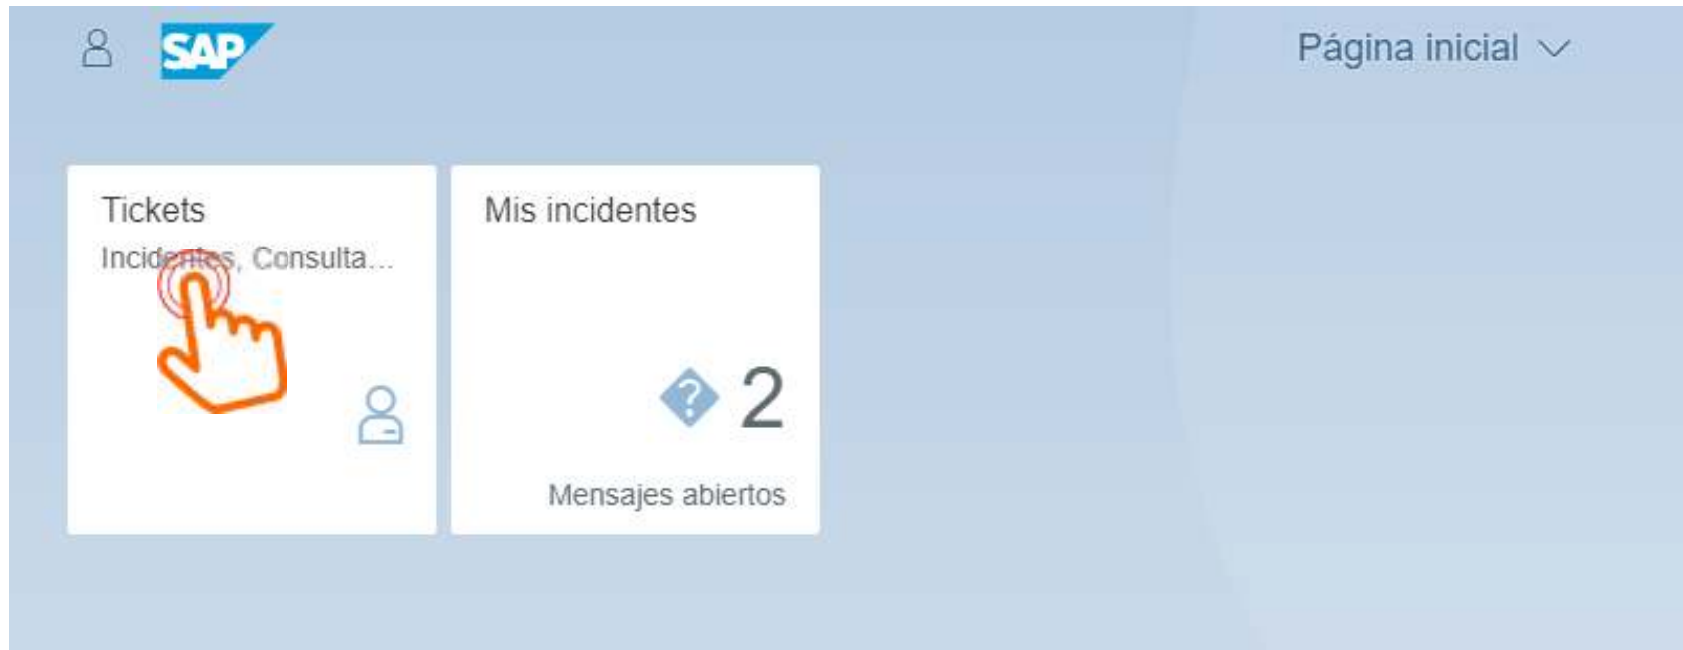 SAP
Página inicial
Tickets
Incidentes, Consulta...
Mis incidentes
2
Mensajes abiertos